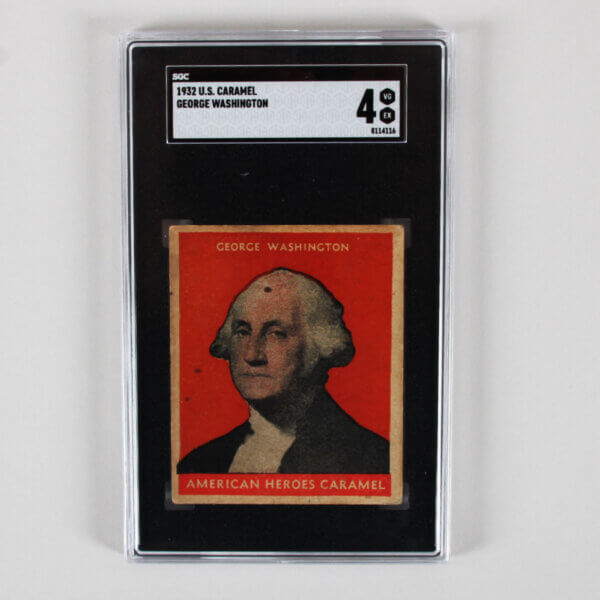 SGC
1932 U.S. CARAMEL
GEORGE WASHINGTON
4 VG EX
8114116
GEORGE WASHINGTON
AMERICAN HEROES CARAMEL